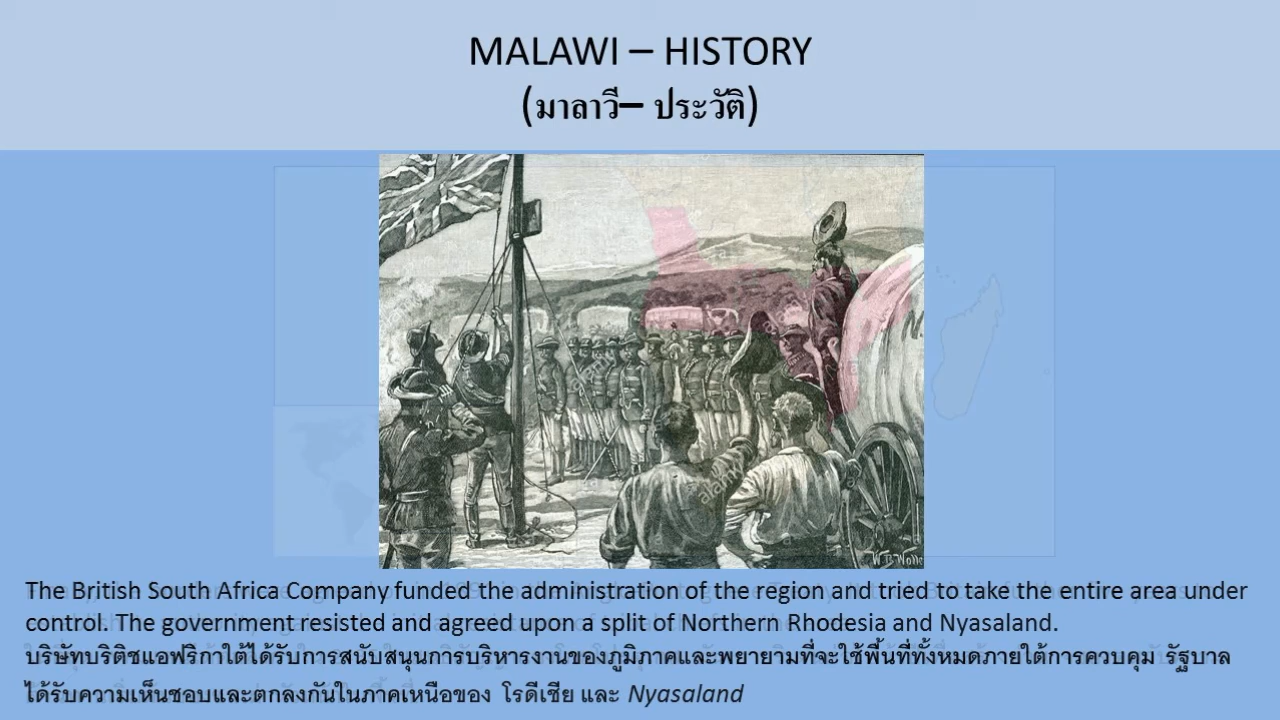 MALAWI – HISTORY
(มาลาวี– ประวัติ)
N.
alamy
W B Wolle
The British South Africa Company funded the administration of the region and tried to take the entire area under
control. The government resisted and agreed upon a split of Northern Rhodesia and Nyasaland.
บริษัทบริติชแอฟริกาใต้ได้รับการสนับสนุนการบริหารงานของภูมิภาคและพยายามที่จะใช้พื้นที่ทั้งหมดภายใต้การควบคุม รัฐบาล
ได้รับความเห็นชอบและตกลงกันในภาคเหนือของ โรดีเชีย และ Nyasaland